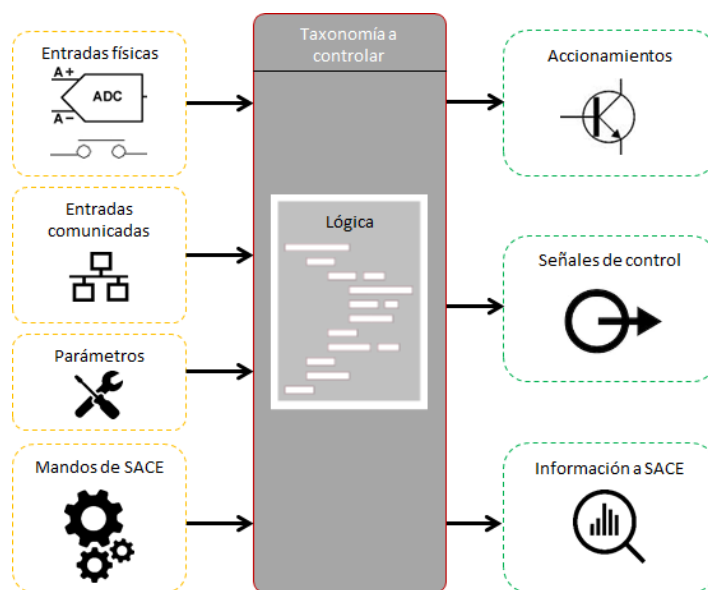 Entradas físicas
A+
ADC
A−
Entradas
comunicadas
Parámetros
Mandos de SACE
Taxonomía a
controlar
Lógica
Accionamientos
Señales de control
Información a SACE